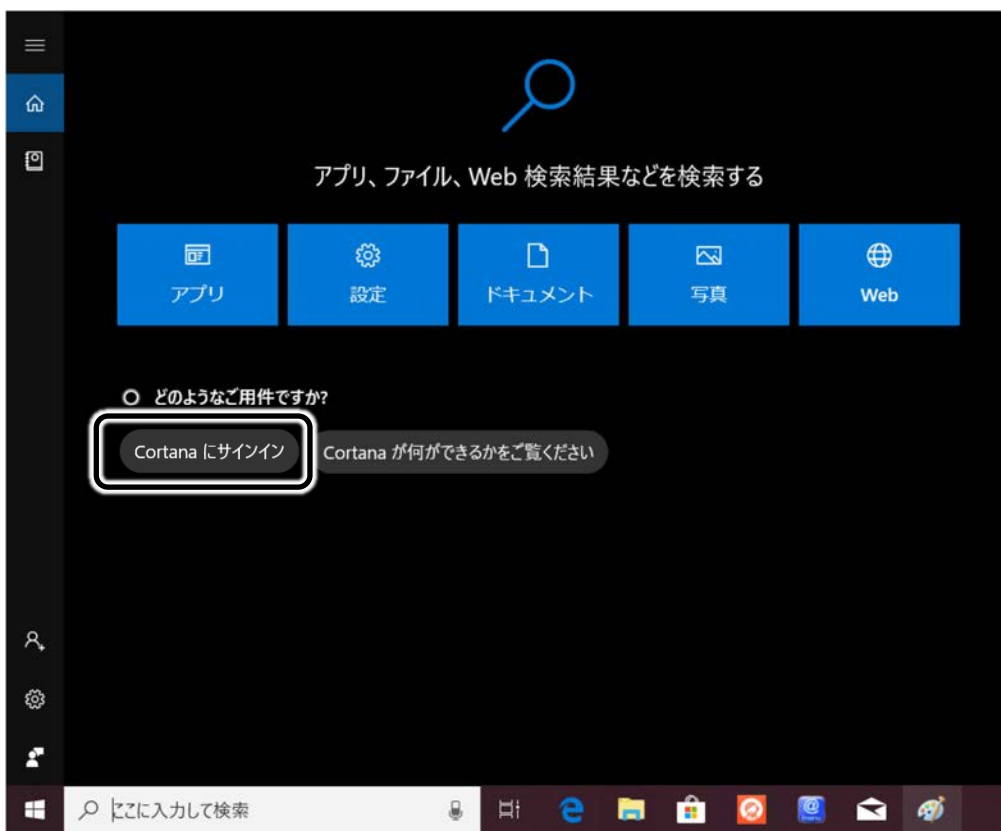 アプリ、ファイル、Web 検索結果などを検索する
アプリ
設定
ドキュメント
写真
Web
どのようなご用件ですか?
Cortana にサインイン
Cortana が何ができるかをご覧ください
ここに入力して検索